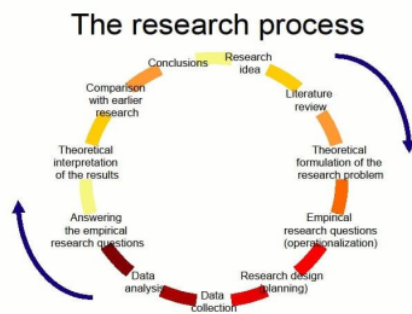 The research process
Research
idea
Literature
review
Theoretical
formulation of the
research problem
Empirical
research questions
(operationalization)
Research design
(planning)
Data
collection
Data
analysis
Answering
the empirical
research questions
Theoretical
interpretation
of the results
Comparison
with earlier
research
Conclusions